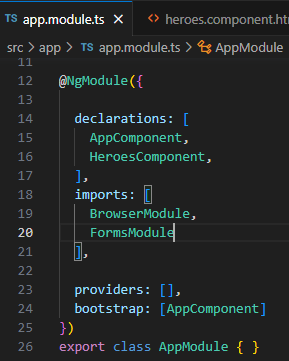 TS app.module.ts heroes.component.ht
src > app > TS app.module.ts > AppModule
11
12 @NgModule({
13
14 declarations: [
15 AppComponent,
16 HeroesComponent,
17 ],
18 imports: [
19 BrowserModule,
20 FormsModule
21 ],
22
23 providers: [],
24 bootstrap: [AppComponent]
25 })
26 export class AppModule { }